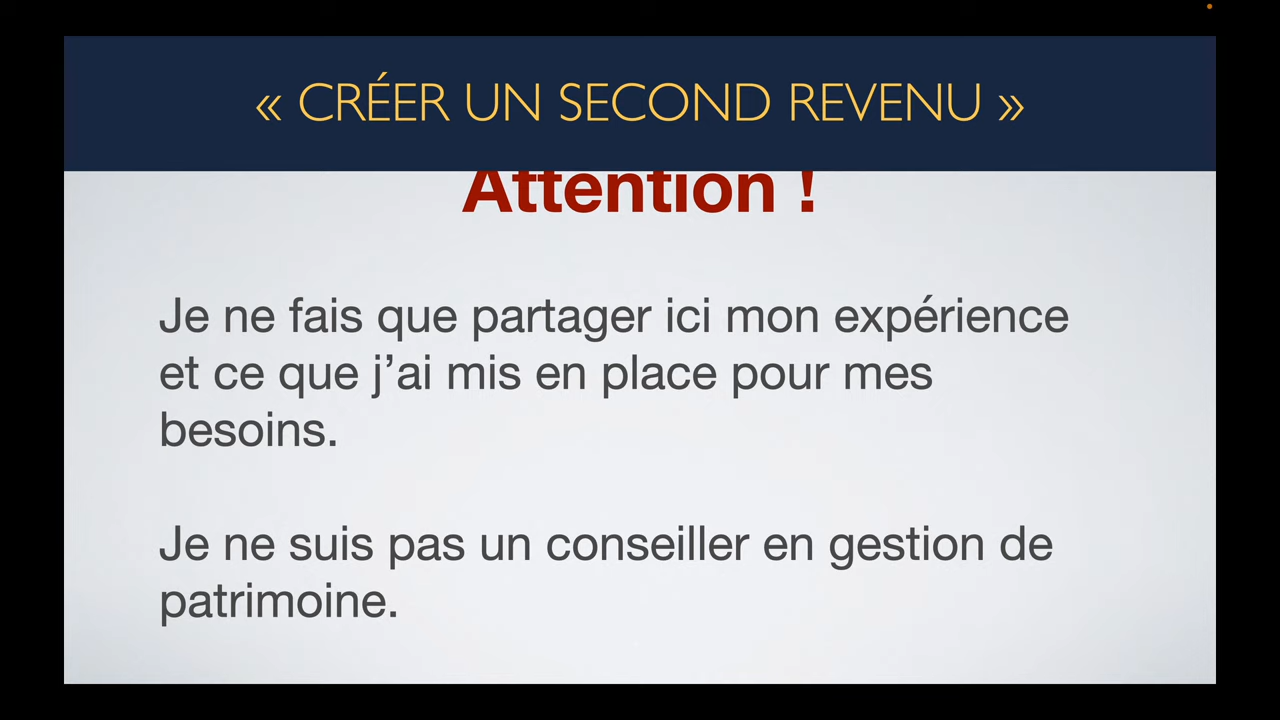 « CRÉER UN SECOND REVENU »
Attention !
Je ne fais que partager ici mon expérience
et ce que j’ai mis en place pour mes
besoins.
Je ne suis pas un conseiller en gestion de
patrimoine.